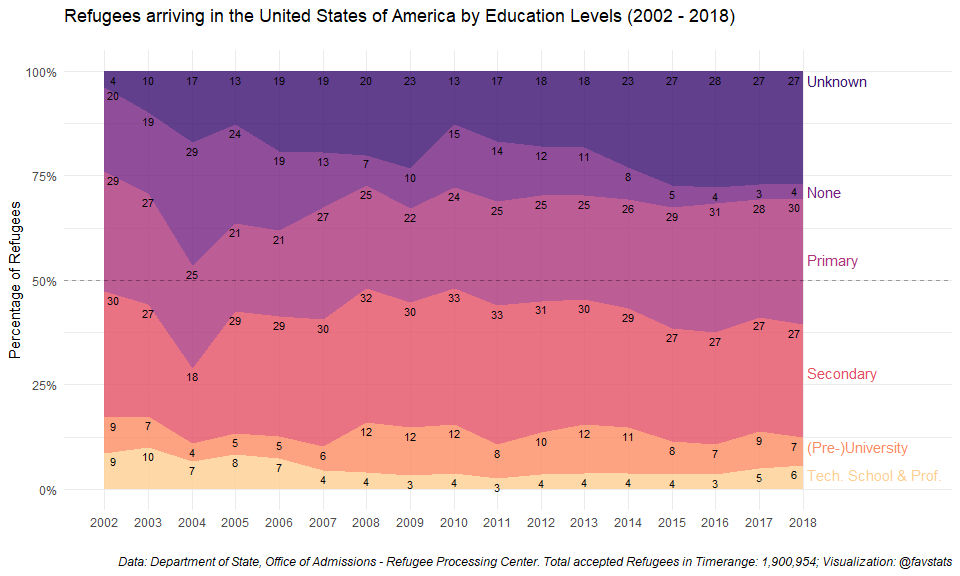 Refugees arriving in the United States of America by Education Levels (2002 - 2018)
100%
75%
50%
25%
0%
Percentage of Refugees
4 10 17 13 19 19 20 23 13 17 18 18 23 27 28 27 27
Unknown
20 19 29 24 19 13 7 10 15 14 12 11 8 5 4 3 4
None
29 27 25 21 21 27 25 22 24 25 25 25 26 29 31 28 30
Primary
30 27 18 29 29 30 32 30 33 33 31 30 29 27 27 27 27
Secondary
9 7 4 5 5 6 12 12 12 8 10 12 11 8 7 9 7
(Pre-)University
9 10 7 8 7 4 4 3 4 3 4 4 4 4 3 5 6
Tech. School & Prof.
2002 2003 2004 2005 2006 2007 2008 2009 2010 2011 2012 2013 2014 2015 2016 2017 2018
Data: Department of State, Office of Admissions - Refugee Processing Center. Total accepted Refugees in Timerange: 1,900,954; Visualization: @favstats